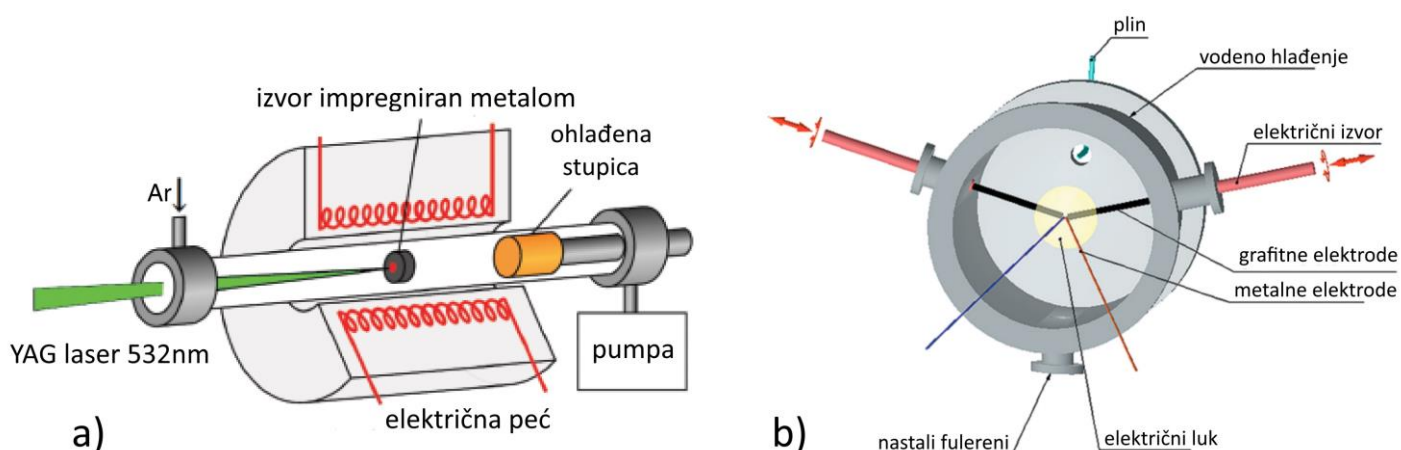 izvor impregniran metalom
ohlađena
stupica
Ar
YAG laser 532nm
pumpa
električna peć
a)
plin
vodeno hlađenje
električni izvor
grafitne elektrode
metalne elektrode
nastali fulereni
električni luk
b)